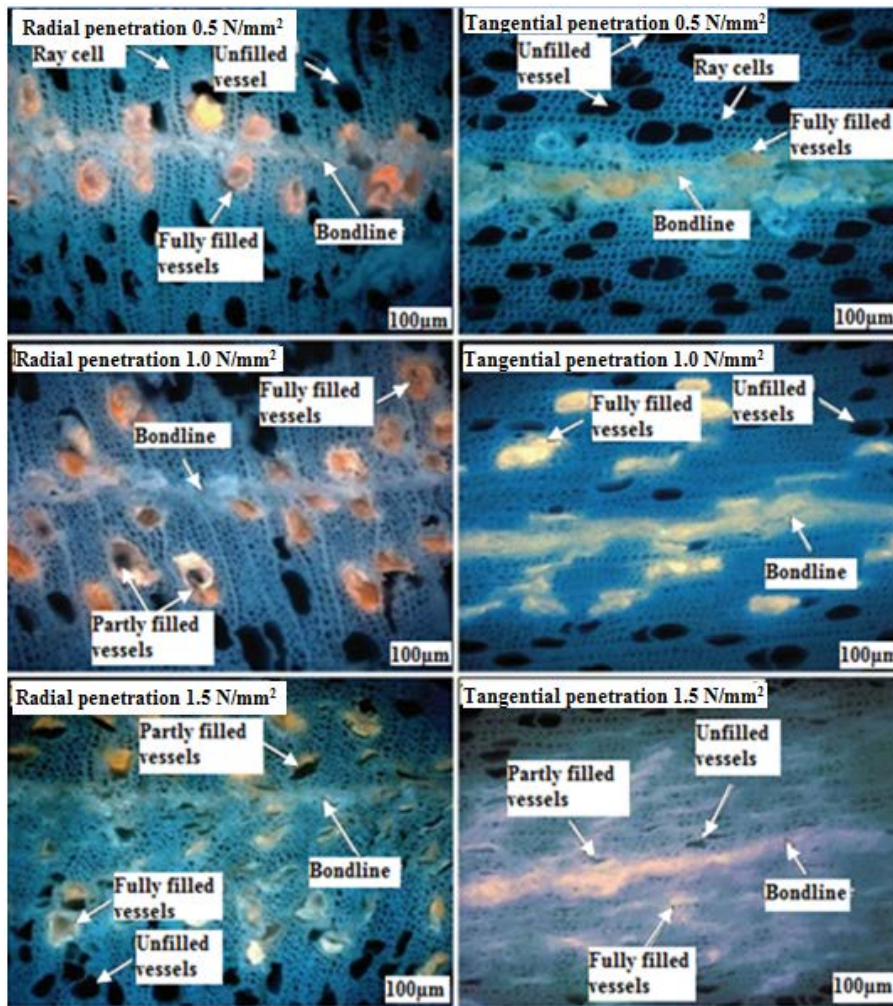 Radial penetration 0.5 N/mm²
Ray cell
Unfilled
vessel
Fully filled
vessels
Bondline
100µm
Tangential penetration 0.5 N/mm²
Unfilled
vessel
Ray cells
Fully filled
vessels
Bondline
100µm
Radial penetration 1.0 N/mm²
Fully filled
vessels
Bondline
Partly filled
vessels
100µm
Tangential penetration 1.0 N/mm²
Fully filled
vessels
Unfilled
vessels
Bondline
100µm
Radial penetration 1.5 N/mm²
Partly filled
vessels
Bondline
Fully filled
vessels
Unfilled
vessels
100µm
Tangential penetration 1.5 N/mm²
Unfilled
vessels
Partly filled
vessels
Bondline
Fully filled
vessels
100µm